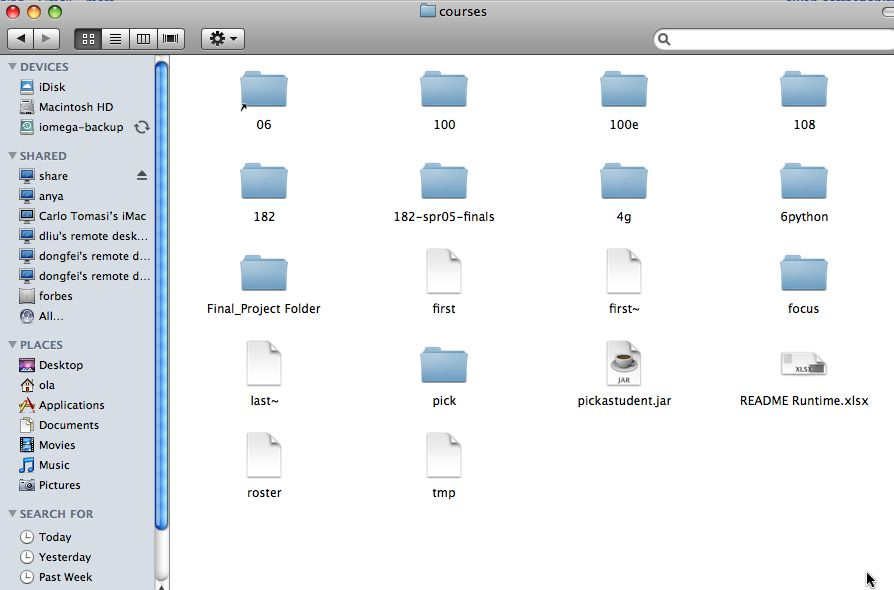 courses
DEVICES
iDisk
Macintosh HD
iomega-backup
SHARED
share
anya
Carlo Tomasi's iMac
dliu's remote desk...
dongfei's remote d...
dongfei's remote d...
forbes
All...
PLACES
Desktop
ola
Applications
Documents
Movies
Music
Pictures
SEARCH FOR
Today
Yesterday
Past Week
06 100 100e 108
182 182-spr05-finals 4g 6python
Final_Project Folder first first~ focus
JAR XLSX
last~ pick pickastudent.jar README Runtime.xlsx
roster tmp